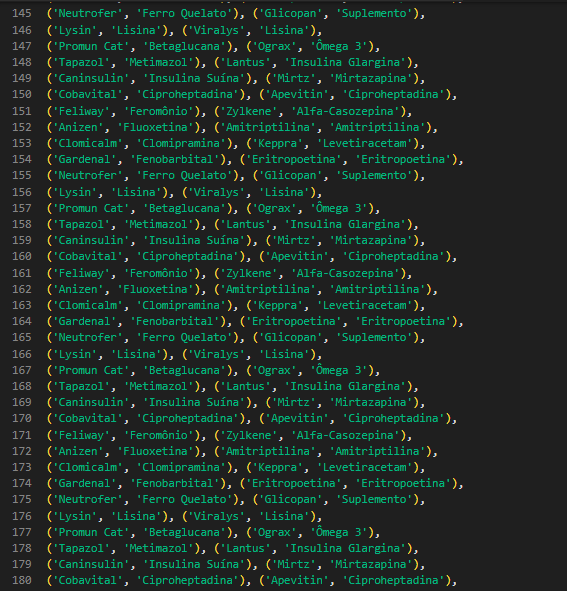 145 ('Neutrofer', 'Ferro Quelato'), ('Glicopan', 'Suplemento'),
146 ('Lysin', 'Lisina'), ('Viralys', 'Lisina'),
147 ('Promun Cat', 'Betaglucana'), ('Ograx', 'Ômega 3'),
148 ('Tapazol', 'Metimazol'), ('Lantus', 'Insulina Glargina'),
149 ('Caninsulin', 'Insulina Suína'), ('Mirtz', 'Mirtazapina'),
150 ('Cobavital', 'Ciproheptadina'), ('Apevitin', 'Ciproheptadina'),
151 ('Feliway', 'Feromônio'), ('Zylkene', 'Alfa-Casozepina'),
152 ('Anizen', 'Fluoxetina'), ('Amitriptilina', 'Amitriptilina'),
153 ('Clomicalm', 'Clomipramina'), ('Keppra', 'Levetiracetam'),
154 ('Gardenal', 'Fenobarbital'), ('Eritropoetina', 'Eritropoetina'),
155 ('Neutrofer', 'Ferro Quelato'), ('Glicopan', 'Suplemento'),
156 ('Lysin', 'Lisina'), ('Viralys', 'Lisina'),
157 ('Promun Cat', 'Betaglucana'), ('Ograx', 'Ômega 3'),
158 ('Tapazol', 'Metimazol'), ('Lantus', 'Insulina Glargina'),
159 ('Caninsulin', 'Insulina Suína'), ('Mirtz', 'Mirtazapina'),
160 ('Cobavital', 'Ciproheptadina'), ('Apevitin', 'Ciproheptadina'),
161 ('Feliway', 'Feromônio'), ('Zylkene', 'Alfa-Casozepina'),
162 ('Anizen', 'Fluoxetina'), ('Amitriptilina', 'Amitriptilina'),
163 ('Clomicalm', 'Clomipramina'), ('Keppra', 'Levetiracetam'),
164 ('Gardenal', 'Fenobarbital'), ('Eritropoetina', 'Eritropoetina'),
165 ('Neutrofer', 'Ferro Quelato'), ('Glicopan', 'Suplemento'),
166 ('Lysin', 'Lisina'), ('Viralys', 'Lisina'),
167 ('Promun Cat', 'Betaglucana'), ('Ograx', 'Ômega 3'),
168 ('Tapazol', 'Metimazol'), ('Lantus', 'Insulina Glargina'),
169 ('Caninsulin', 'Insulina Suína'), ('Mirtz', 'Mirtazapina'),
170 ('Cobavital', 'Ciproheptadina'), ('Apevitin', 'Ciproheptadina'),
171 ('Feliway', 'Feromônio'), ('Zylkene', 'Alfa-Casozepina'),
172 ('Anizen', 'Fluoxetina'), ('Amitriptilina', 'Amitriptilina'),
173 ('Clomicalm', 'Clomipramina'), ('Keppra', 'Levetiracetam'),
174 ('Gardenal', 'Fenobarbital'), ('Eritropoetina', 'Eritropoetina'),
175 ('Neutrofer', 'Ferro Quelato'), ('Glicopan', 'Suplemento'),
176 ('Lysin', 'Lisina'), ('Viralys', 'Lisina'),
177 ('Promun Cat', 'Betaglucana'), ('Ograx', 'Ômega 3'),
178 ('Tapazol', 'Metimazol'), ('Lantus', 'Insulina Glargina'),
179 ('Caninsulin', 'Insulina Suína'), ('Mirtz', 'Mirtazapina'),
180 ('Cobavital', 'Ciproheptadina'), ('Apevitin', 'Ciproheptadina'),